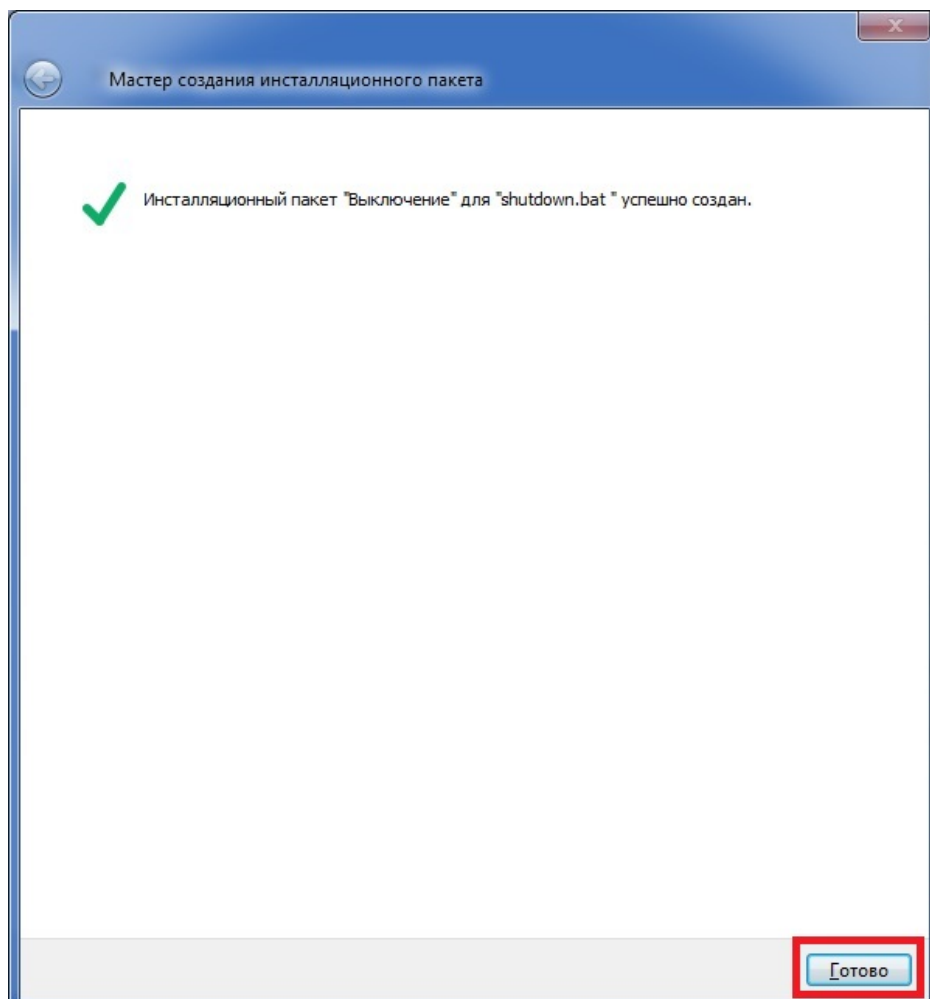 Мастер создания инсталляционного пакета
Инсталляционный пакет "Выключение" для "shutdown.bat " успешно создан.
Готово